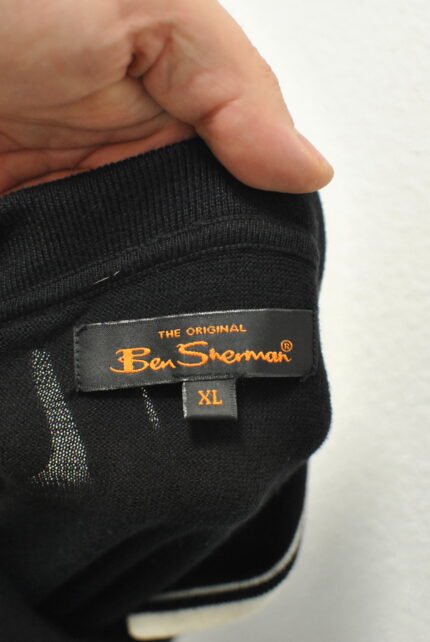 THE ORIGINAL
Ben Sherman®
XL